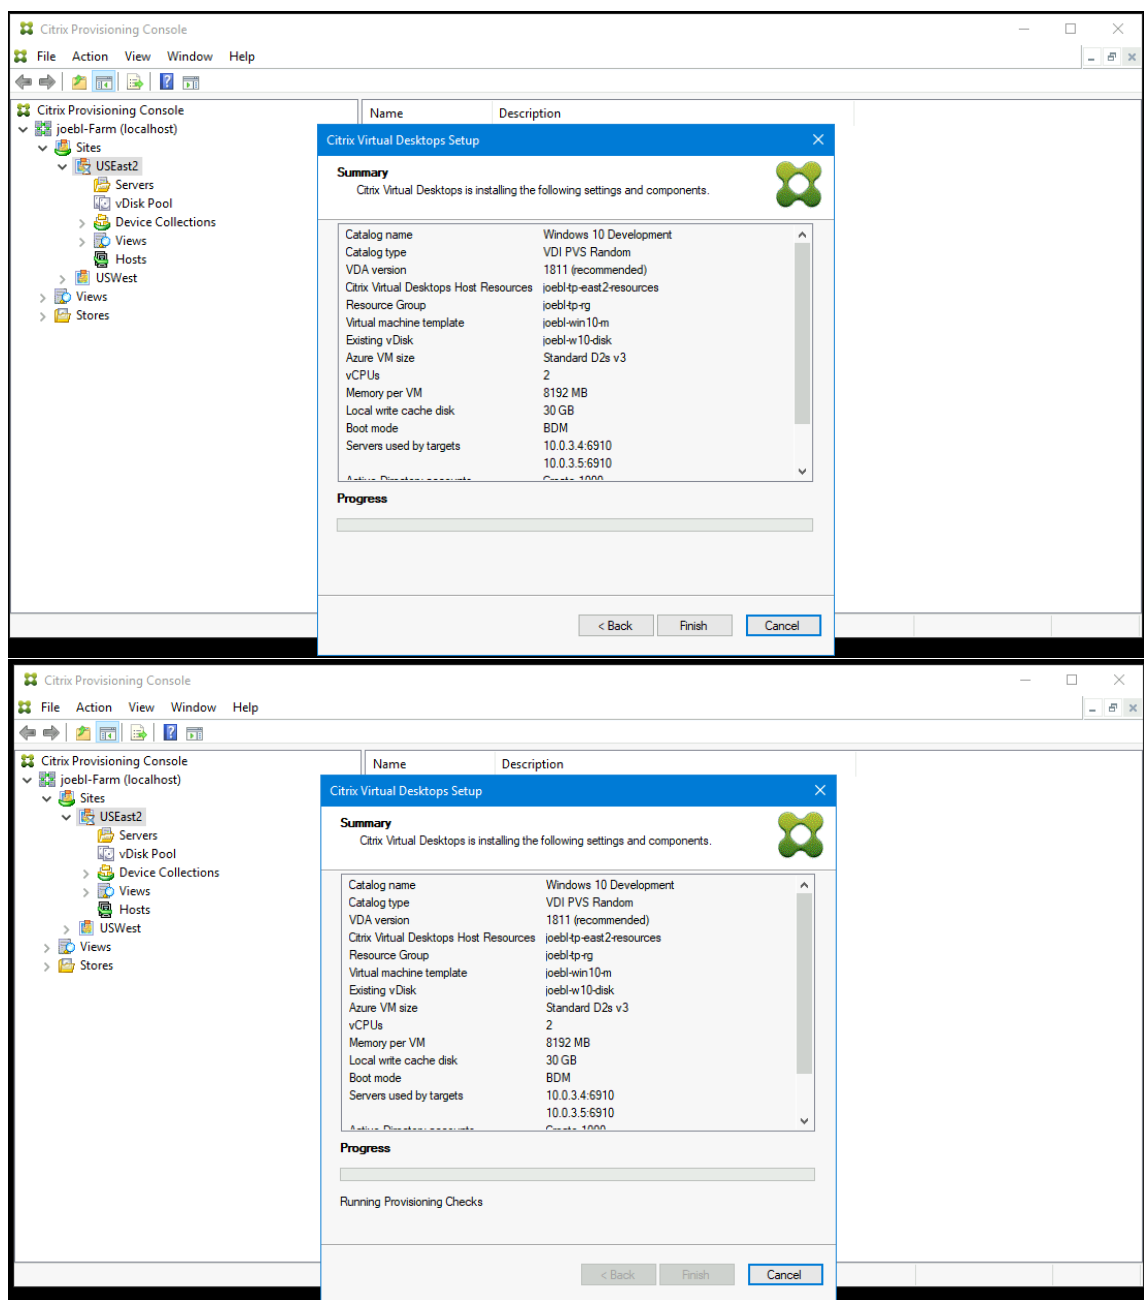 Citrix Provisioning Console
File Action View Window Help
Citrix Provisioning Console
joebl-Farm (localhost)
Sites
USEast2
Servers
vDisk Pool
Device Collections
Views
Hosts
USWest
Views
Stores
Name Description
Citrix Virtual Desktops Setup
Summary
Citrix Virtual Desktops is installing the following settings and components.
Catalog name Windows 10 Development
Catalog type VDI PVS Random
VDA version 1811 (recommended)
Citrix Virtual Desktops Host Resources joebl-tp-east2-resources
Resource Group joebl-tp-rg
Virtual machine template joebl-win10-m
Existing vDisk joebl-w10-disk
Azure VM size Standard D2s v3
vCPUs 2
Memory per VM 8192 MB
Local write cache disk 30 GB
Boot mode BDM
Servers used by targets 10.0.3.4:6910
10.0.3.5:6910
Active Directory accounts Create 1000
Progress
< Back Finish Cancel
Citrix Provisioning Console
File Action View Window Help
Citrix Provisioning Console
joebl-Farm (localhost)
Sites
USEast2
Servers
vDisk Pool
Device Collections
Views
Hosts
USWest
Views
Stores
Name Description
Citrix Virtual Desktops Setup
Summary
Citrix Virtual Desktops is installing the following settings and components.
Catalog name Windows 10 Development
Catalog type VDI PVS Random
VDA version 1811 (recommended)
Citrix Virtual Desktops Host Resources joebl-tp-east2-resources
Resource Group joebl-tp-rg
Virtual machine template joebl-win10-m
Existing vDisk joebl-w10-disk
Azure VM size Standard D2s v3
vCPUs 2
Memory per VM 8192 MB
Local write cache disk 30 GB
Boot mode BDM
Servers used by targets 10.0.3.4:6910
10.0.3.5:6910
Active Directory accounts Create 1000
Progress
Running Provisioning Checks
< Back Finish Cancel